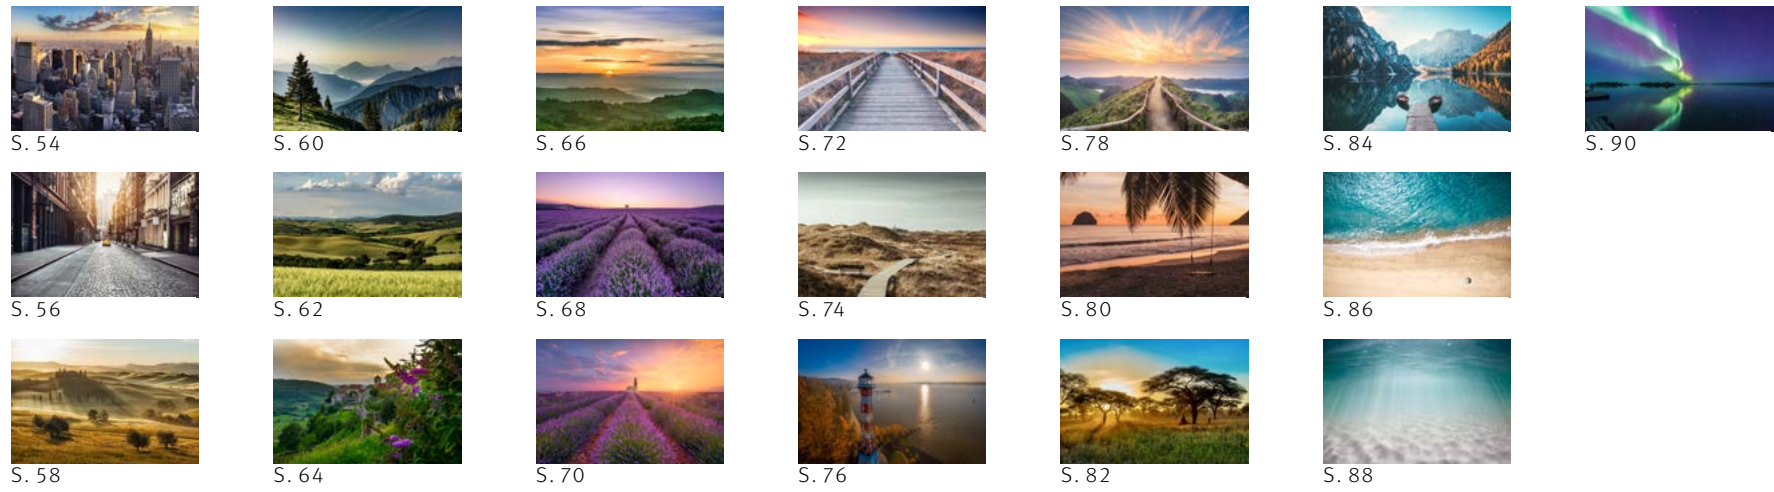 S. 54
S. 60
S. 66
S. 72
S. 78
S. 84
S. 90
S. 56
S. 62
S. 68
S. 74
S. 80
S. 86
S. 58
S. 64
S. 70
S. 76
S. 82
S. 88